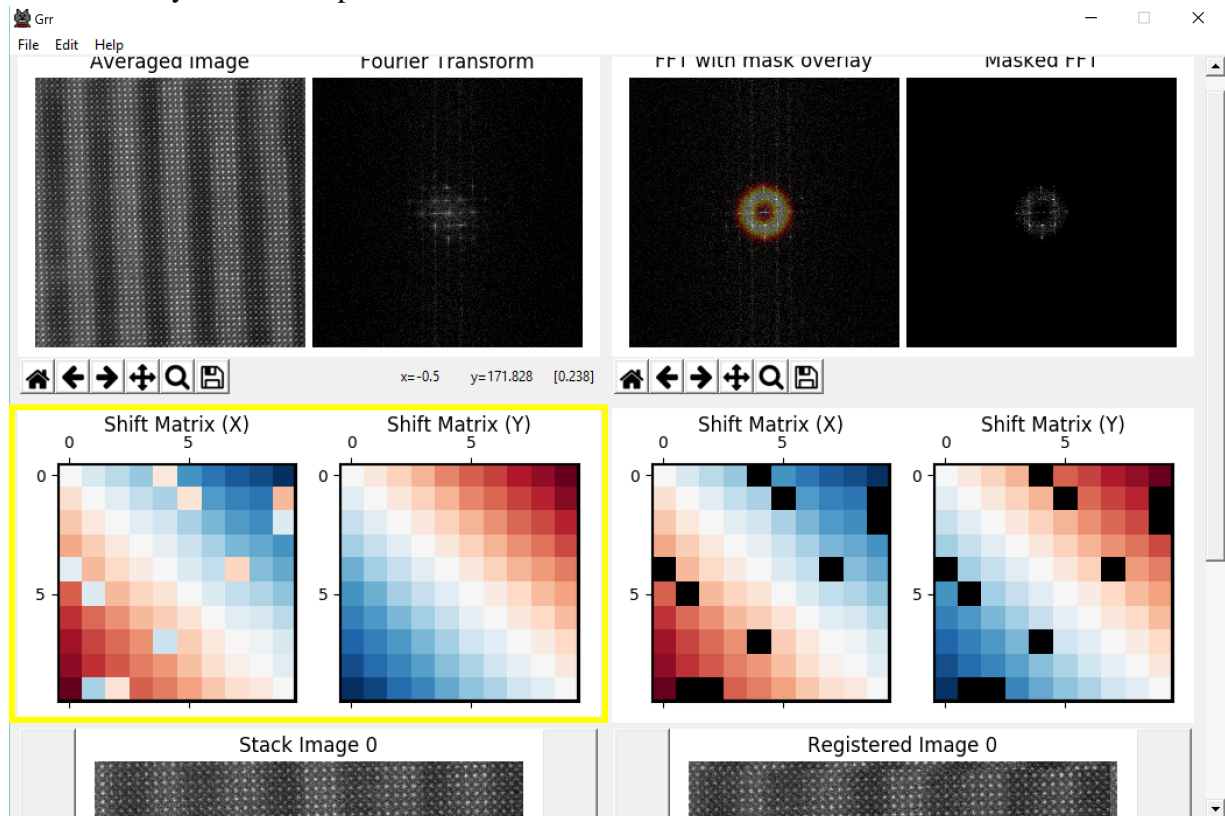 Grr
File Edit Help
Averaged Image Fourier Transform FFT with mask overlay Masked FFT
x=-0.5 y=171.828 [0.238]
Shift Matrix (X) Shift Matrix (Y) Shift Matrix (X) Shift Matrix (Y)
0 5 0 5 0 5 0 5
0 0
5 5
Stack Image 0 Registered Image 0